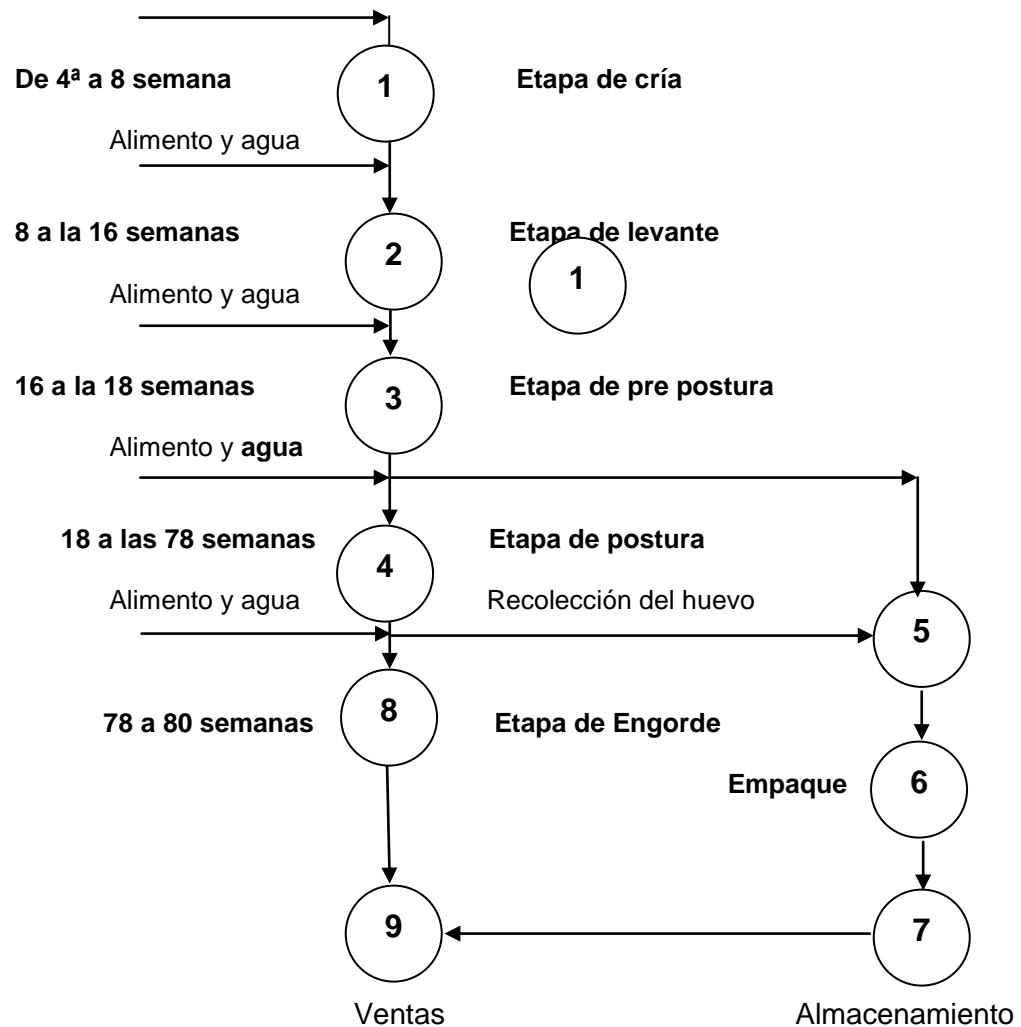 De 4ª a 8 semana 1 Etapa de cría
Alimento y agua
8 a la 16 semanas 2 Etapa de levante
1
Alimento y agua
16 a la 18 semanas 3 Etapa de pre postura
Alimento y agua
18 a las 78 semanas 4 Etapa de postura
Alimento y agua Recolección del huevo
5
78 a 80 semanas 8 Etapa de Engorde
Empaque 6
9 7
Ventas Almacenamiento